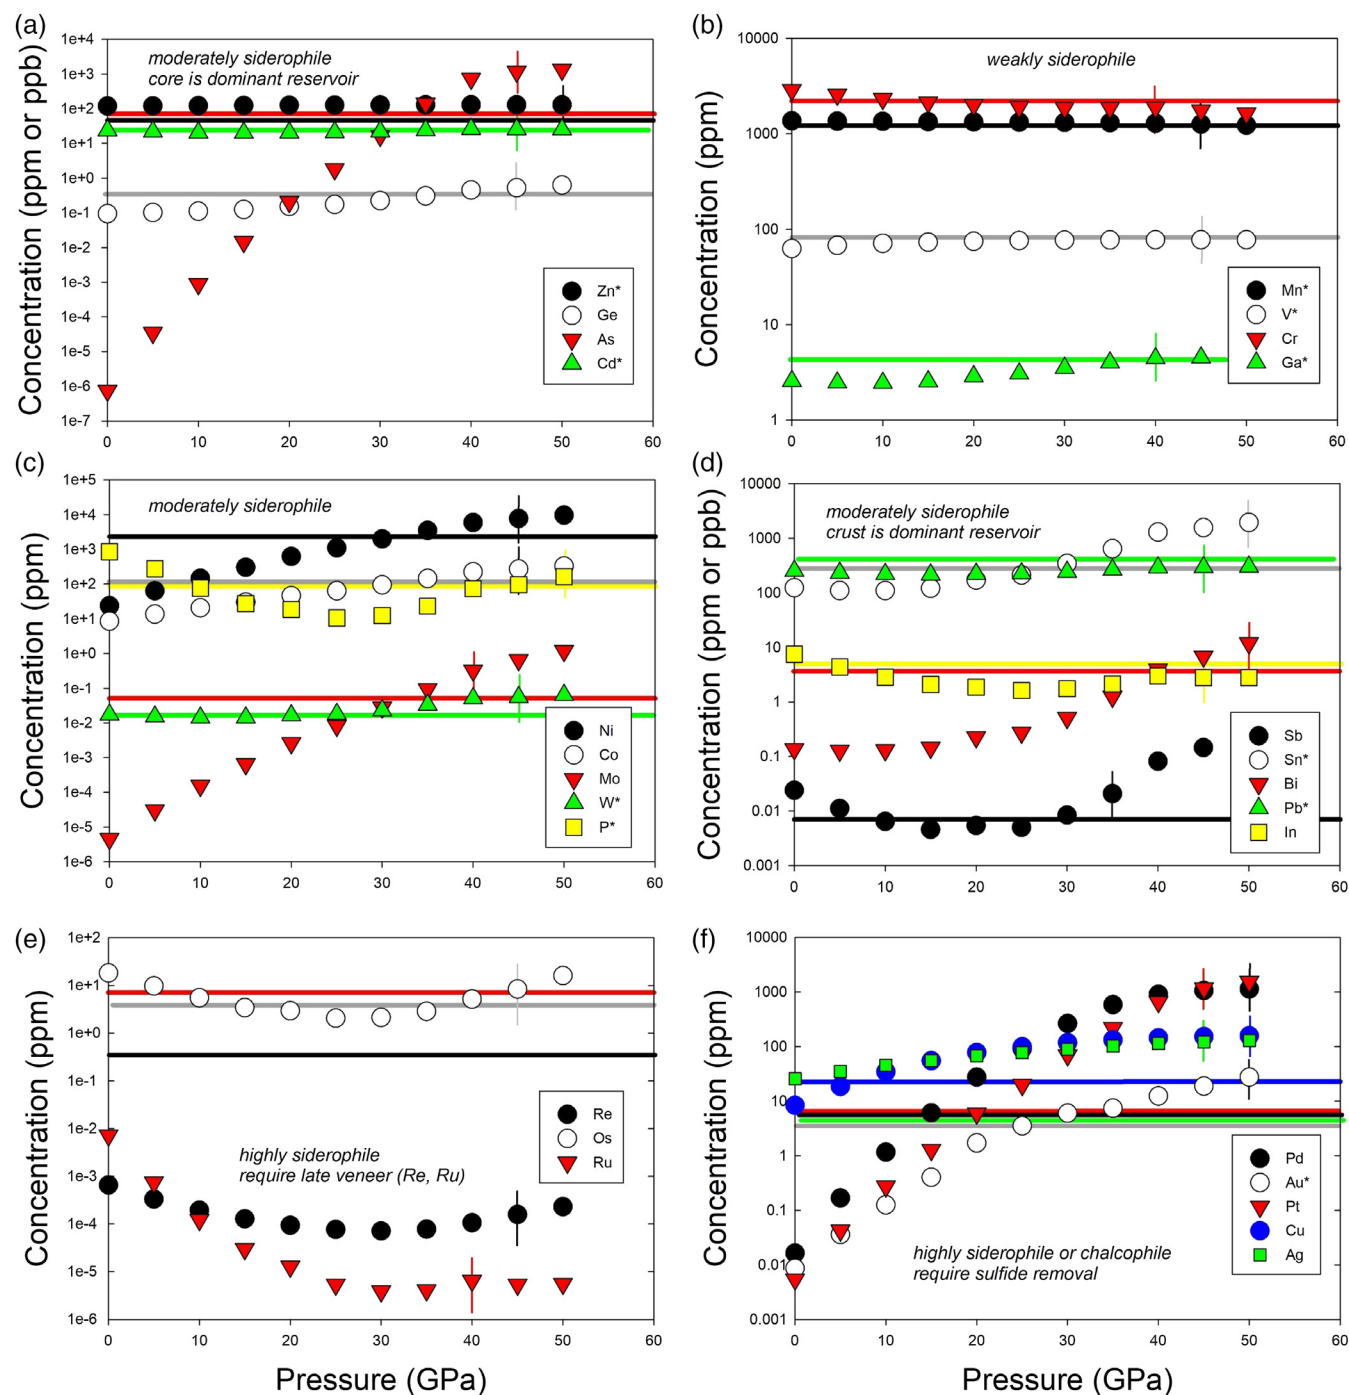 (a)
Concentration (ppm or ppb)
1e+4
1e+3
1e+2
1e+1
1e+0
1e-1
1e-2
1e-3
1e-4
1e-5
1e-6
1e-7
moderately siderophile
core is dominant reservoir
Zn*
Ge
As
Cd*
0 10 20 30 40 50 60
(b)
Concentration (ppm)
10000
1000
100
10
1
weakly siderophile
Mn*
V*
Cr
Ga*
0 10 20 30 40 50 60
(c)
Concentration (ppm)
1e+5
1e+4
1e+3
1e+2
1e+1
1e+0
1e-1
1e-2
1e-3
1e-4
1e-5
1e-6
moderately siderophile
Ni
Co
Mo
W*
P*
0 10 20 30 40 50 60
(d)
Concentration (ppm or ppb)
10000
1000
100
10
1
0.1
0.01
0.001
moderately siderophile
crust is dominant reservoir
Sb
Sn*
Bi
Pb*
In
0 10 20 30 40 50 60
(e)
Concentration (ppm)
1e+2
1e+1
1e+0
1e-1
1e-2
1e-3
1e-4
1e-5
1e-6
highly siderophile
require late veneer (Re, Ru)
Re
Os
Ru
0 10 20 30 40 50 60
Pressure (GPa)
(f)
Concentration (ppm)
10000
1000
100
10
1
0.1
0.01
0.001
highly siderophile or chalcophile
require sulfide removal
Pd
Au*
Pt
Cu
Ag
0 10 20 30 40 50 60
Pressure (GPa)